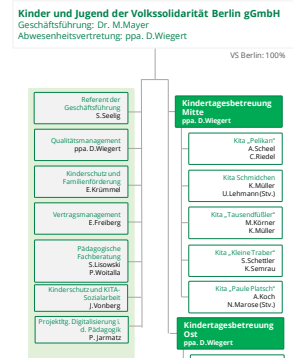 Kinder und Jugend der Volkssolidarität Berlin gGmbH
Geschäftsführung: Dr. M.Mayer
Abwesenheitsvertretung: ppa. D.Wiegert
VS Berlin: 100%
Referent der
Geschäftsführung
S.Seelig
Qualitätsmanagement
ppa. D.Wiegert
Kinderschutz und
Familienförderung
E.Krümmel
Vertragsmanagement
E.Freiberg
Pädagogische
Fachberatung
S.Lisowski
P.Woitalla
Kinderschutz und KITA-
Sozialarbeit
J.Vonberg
Projektltg. Digitalisierung i.
d. Pädagogik
P. Jarmatz
Kindertagesbetreuung
Mitte
ppa. D.Wiegert
Kita „Pelikan"
A.Scheel
C.Riedel
Kita Schmidchen
K.Müller
U.Lehmann(Stv.)
Kita „Tausendfüßler"
M.Körner
K.Müller
Kita „Kleine Traber"
S.Schettler
K.Semrau
Kita „Paule Platsch"
A.Koch
N.Marose(Stv.)
Kindertagesbetreuung
Ost
ppa. D.Wiegert